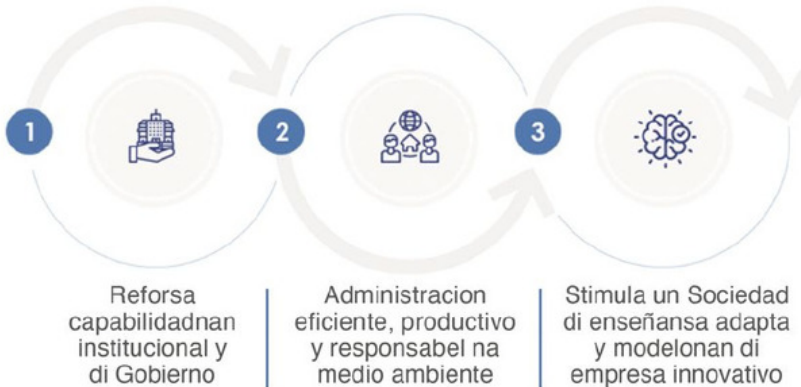 1
2
3
Reforsa
capabilidadnan
institucional y
di Gobierno
Administracion
eficiente, productivo
y responsabel na
medio ambiente
Stimula un Sociedad
di enseñansa adapta
y modelonan di
empresa innovativo